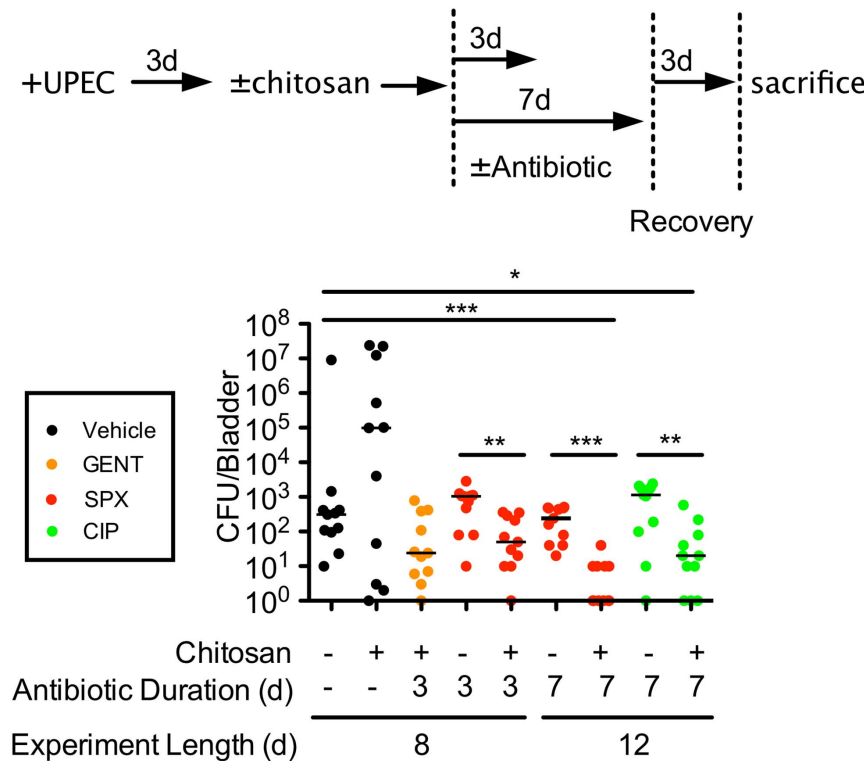 3d 3d 3d
+UPEC ±chitosan sacrifice
7d
±Antibiotic
Recovery
*
***
10⁸
10⁷
10⁶
10⁵
10⁴
10³
10²
10¹
10⁰
CFU/Bladder
** *** **
Vehicle
GENT
SPX
CIP
Chitosan - + + - + - + - +
Antibiotic Duration (d) - - 3 3 3 7 7 7 7
Experiment Length (d) 8 12